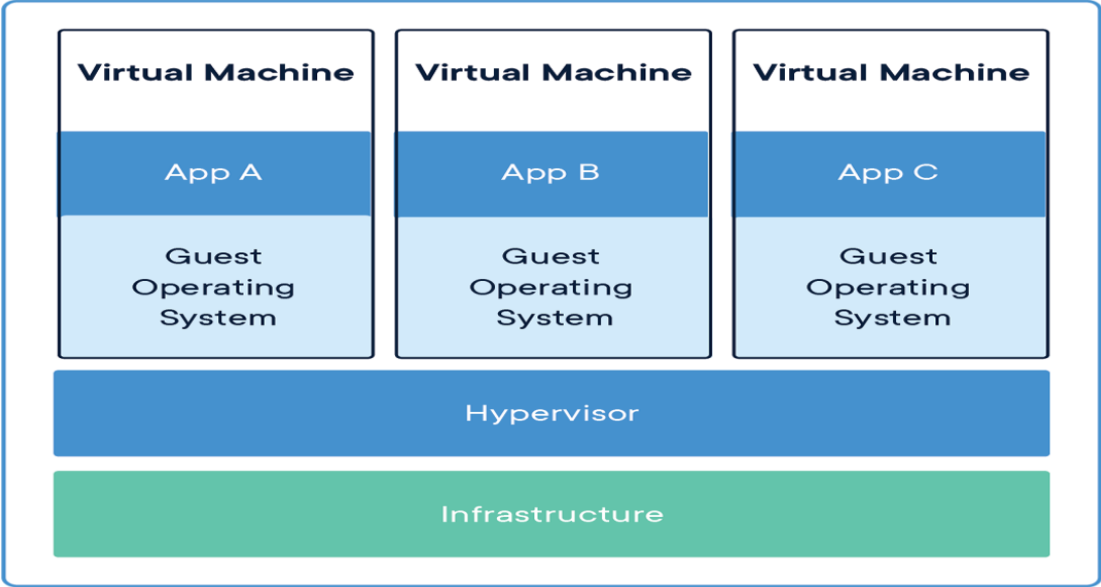 Virtual Machine
App A
Guest
Operating
System
Virtual Machine
App B
Guest
Operating
System
Virtual Machine
App C
Guest
Operating
System
Hypervisor
Infrastructure